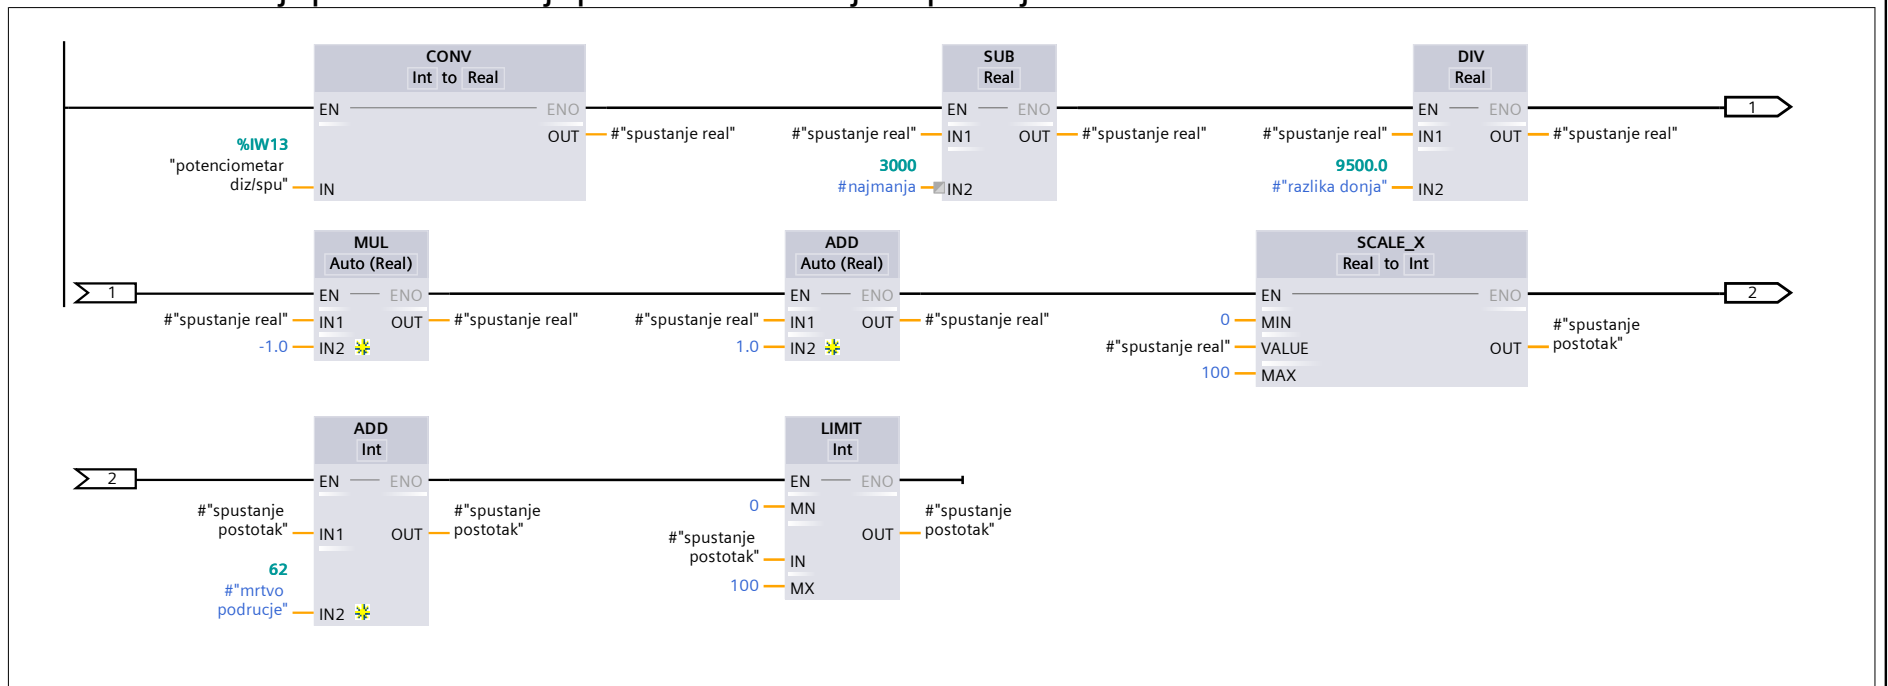 CONV
Int to Real
EN ENO
OUT #"spustanje real"
%IW13
"potenciometar
diz/spu" IN
SUB
Real
EN ENO
#"spustanje real" IN1 OUT #"spustanje real"
3000
#najmanja IN2
DIV
Real
EN ENO
#"spustanje real" IN1 OUT #"spustanje real"
9500.0
#"razlika donja" IN2
1
1
MUL
Auto (Real)
EN ENO
#"spustanje real" IN1 OUT #"spustanje real"
-1.0 IN2
ADD
Auto (Real)
EN ENO
#"spustanje real" IN1 OUT #"spustanje real"
1.0 IN2
SCALE_X
Real to Int
EN ENO
0 MIN
#"spustanje real" VALUE OUT #"spustanje
postotak"
100 MAX
2
2
ADD
Int
EN ENO
#"spustanje
postotak" IN1 OUT #"spustanje
postotak"
62
#"mrtvo
podrucje" IN2
LIMIT
Int
EN ENO
0 MN
OUT #"spustanje
postotak"
#"spustanje
postotak" IN
100 MX